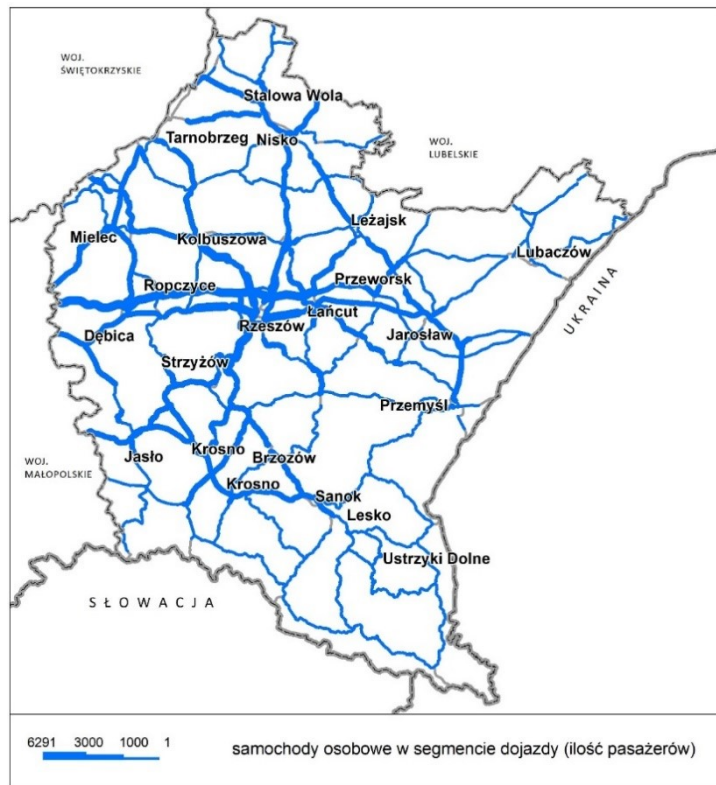 WOJ.
ŚWIĘTOKRZYSKIE
Stalowa Wola
Tarnobrzeg
Nisko
WOJ.
LUBELSKIE
Leżajsk
Mielec
Kolbuszowa
Lubaczów
Ropczyce
Przeworsk
UKRAINA
Łańcut
Rzeszów
Dębica
Jarosław
Strzyżów
Przemyśl
WOJ.
MAŁOPOLSKIE
Jasło
Krosno
Brzozów
Krosno
Sanok
Lesko
Ustrzyki Dolne
SŁOWACJA
6291 3000 1000 1
samochody osobowe w segmencie dojazdy (ilość pasażerów)